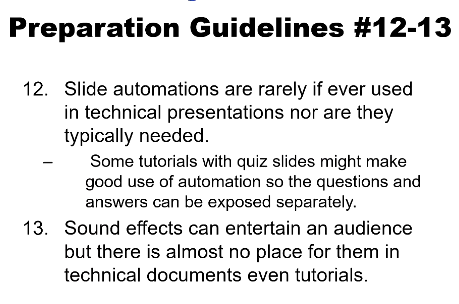 Preparation Guidelines #12-13
12. Slide automations are rarely if ever used
in technical presentations nor are they
typically needed.
– Some tutorials with quiz slides might make
good use of automation so the questions and
answers can be exposed separately.
13. Sound effects can entertain an audience
but there is almost no place for them in
technical documents even tutorials.